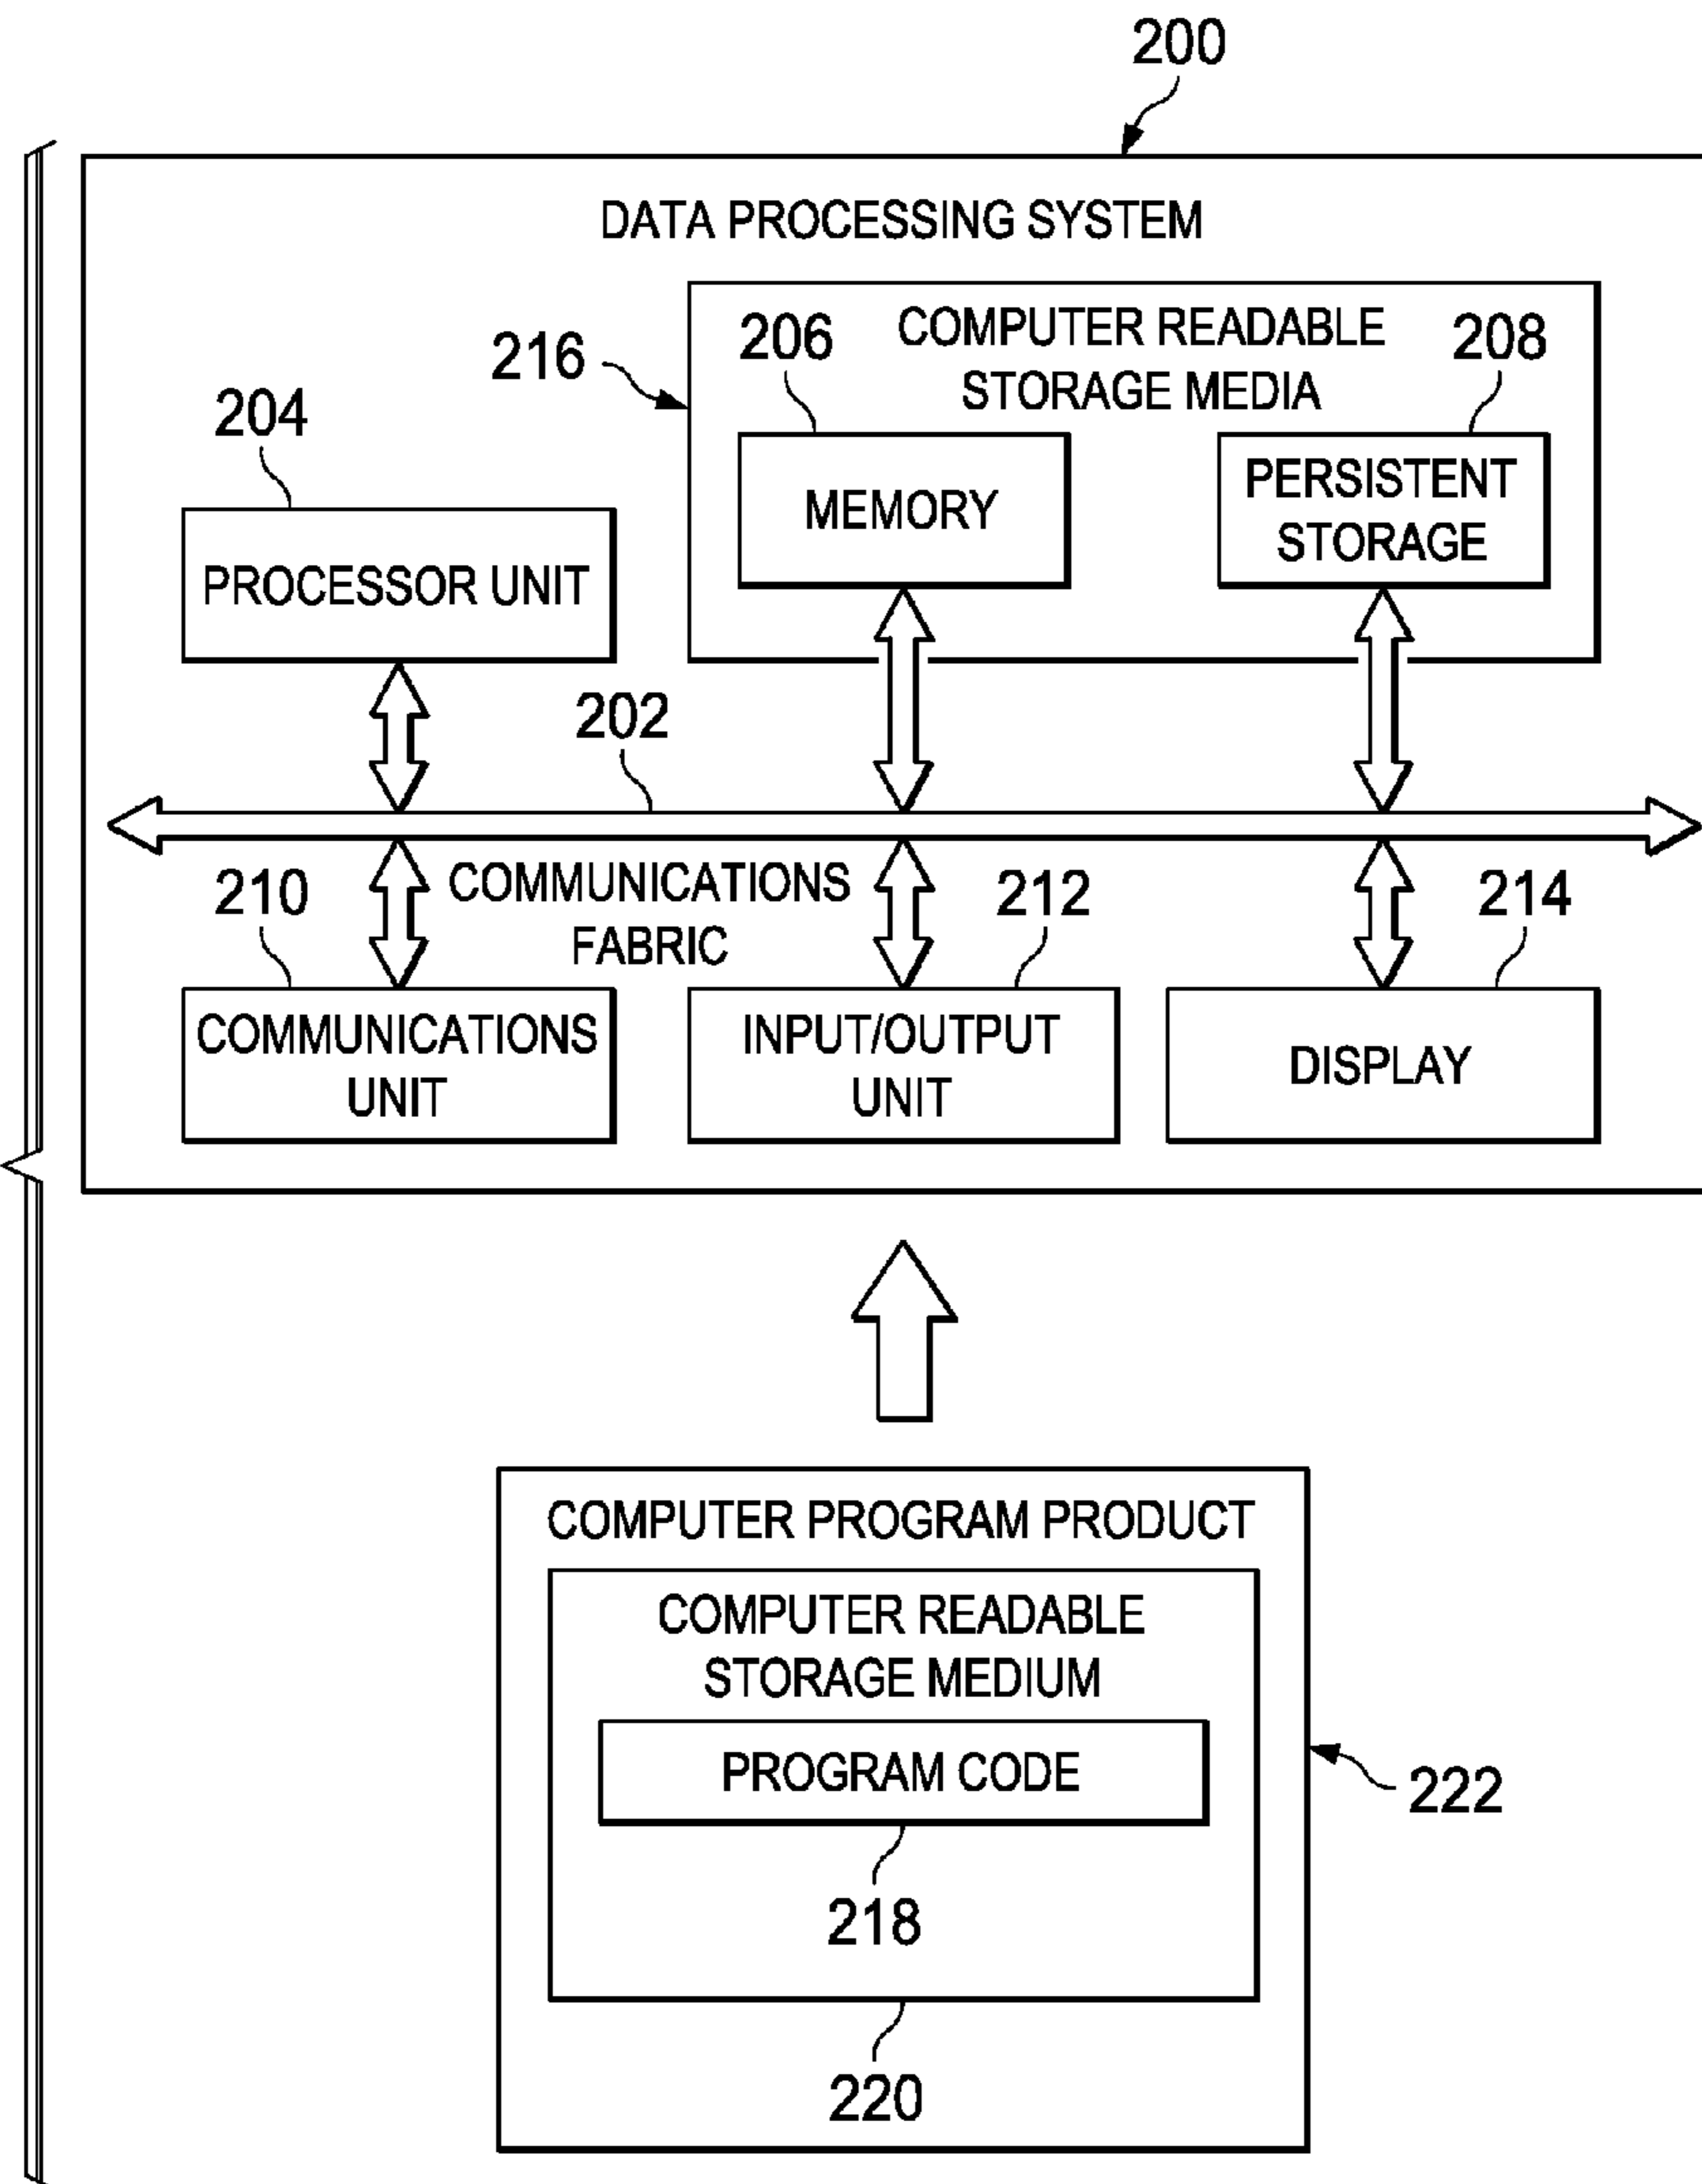 200
DATA PROCESSING SYSTEM
216
206
COMPUTER READABLE
STORAGE MEDIA
208
204
MEMORY
PERSISTENT
STORAGE
PROCESSOR UNIT
202
210
COMMUNICATIONS
FABRIC
212
214
COMMUNICATIONS
UNIT
INPUT/OUTPUT
UNIT
DISPLAY
COMPUTER PROGRAM PRODUCT
COMPUTER READABLE
STORAGE MEDIUM
PROGRAM CODE
222
218
220